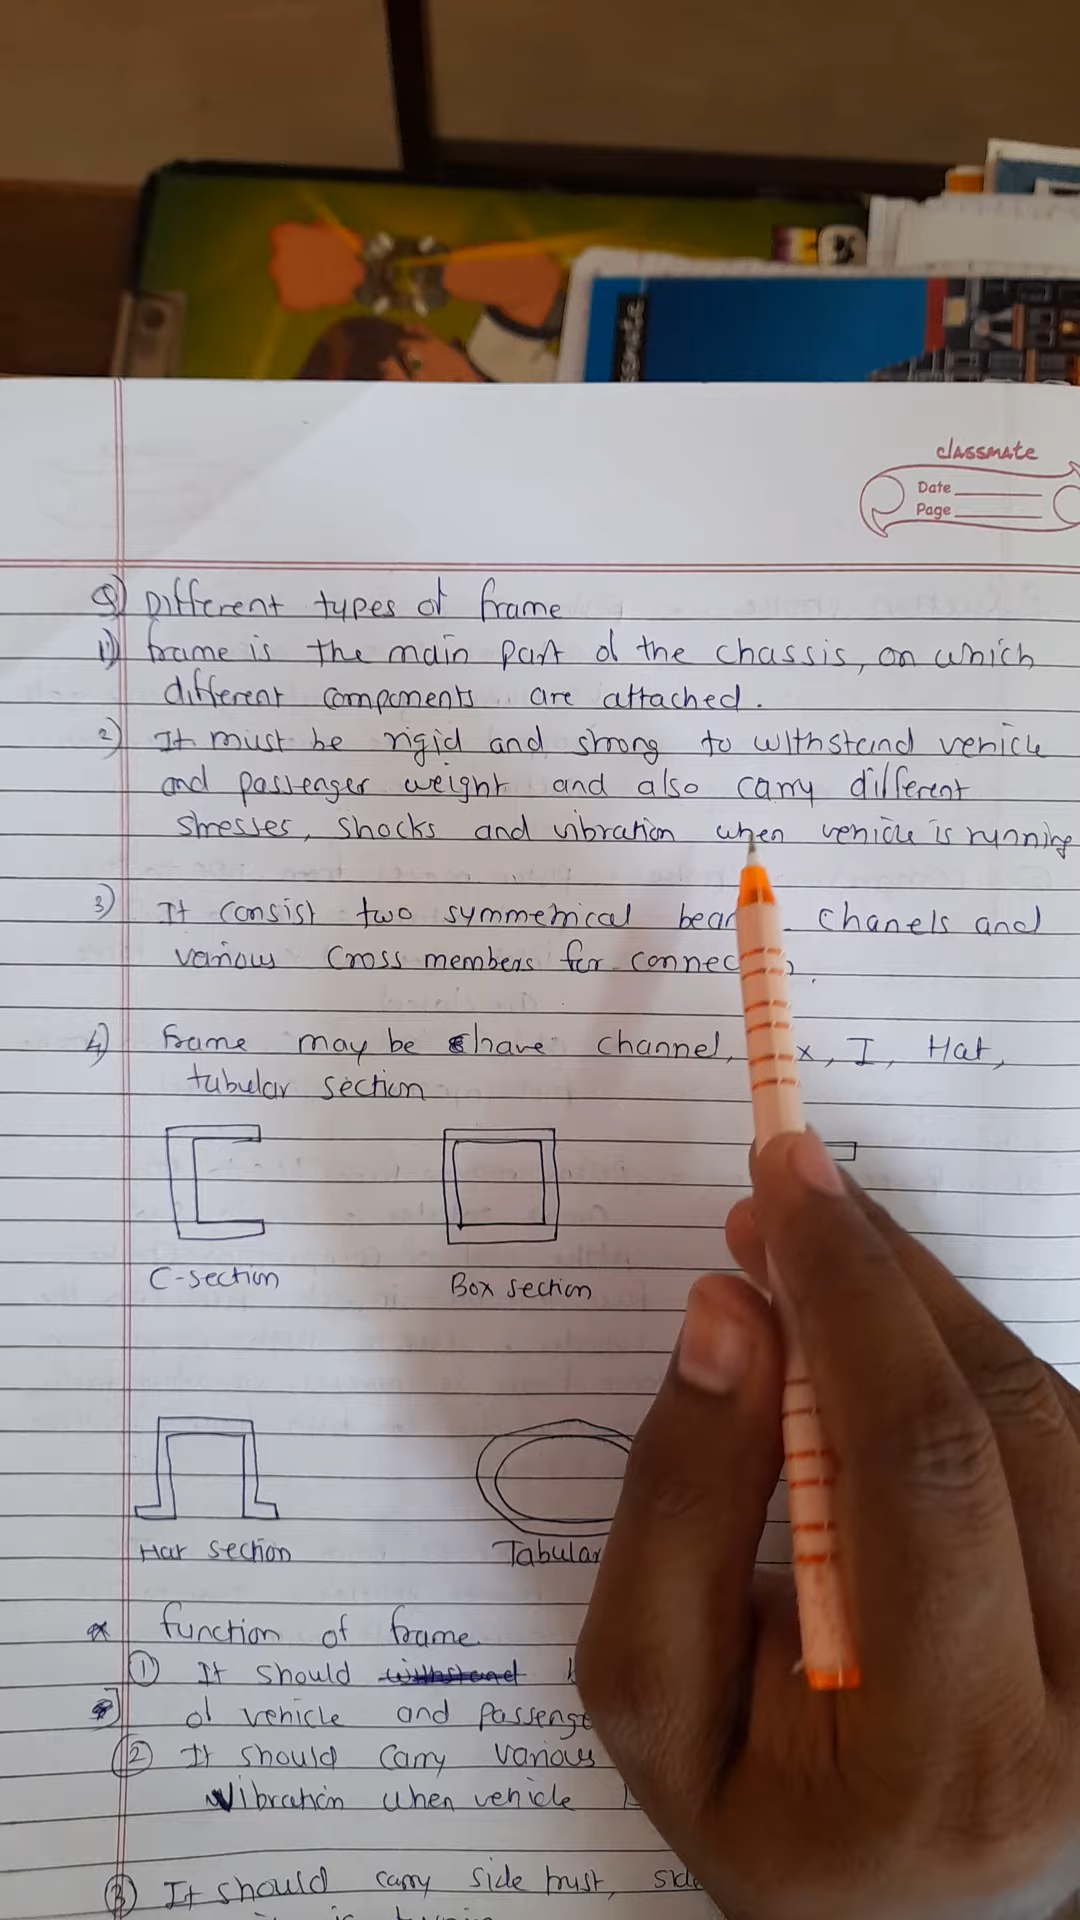 classmate
Date
Page
Q) Different types of frame
1) frame is the main part of the chassis, on which
different components are attached.
2) It must be rigid and strong to withstand vehicle
and passenger weight and also carry different
stresses, shocks and vibration when vehicle is running
3) It consist two symmetrical chanels and
various cross members for
4) Frame may be have channel, I, Hat,
tubular section
C-section
Box section
Hat section
Tabular
* function of frame
① It should withstand
of vehicle and
② It should carry various
Vibration when vehicle
③ It should carry side trust,